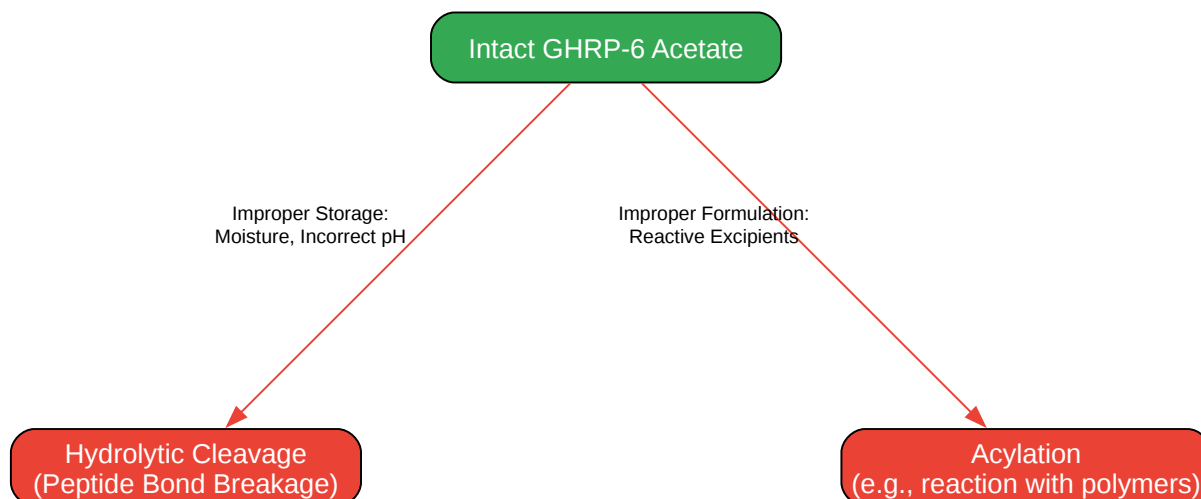 Intact GHRP-6 Acetate
Improper Storage:
Moisture, Incorrect pH
Improper Formulation:
Reactive Excipients
Hydrolytic Cleavage
(Peptide Bond Breakage)
Acylation
(e.g., reaction with polymers)